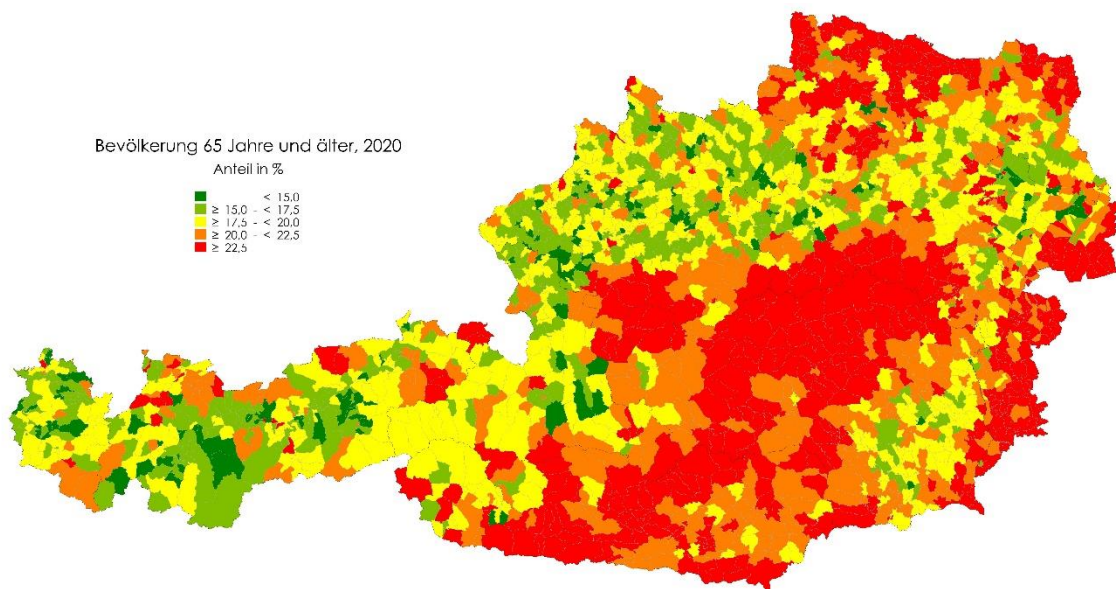 Bevölkerung 65 Jahre und älter, 2020
Anteil in %
< 15,0
≥ 15,0 - < 17,5
≥ 17,5 - < 20,0
≥ 20,0 - < 22,5
≥ 22,5